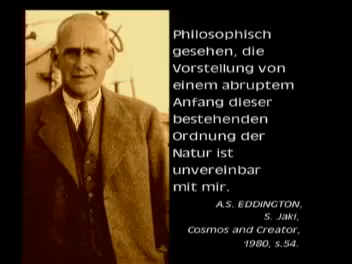 Philosophisch
gesehen, die
Vorstellung von
einem abruptem
Anfang dieser
bestehenden
Ordnung der
Natur ist
unvereinbar
mit mir.
A.S. EDDINGTON,
S. Jaki,
Cosmos and Creator,
1980, s.54.